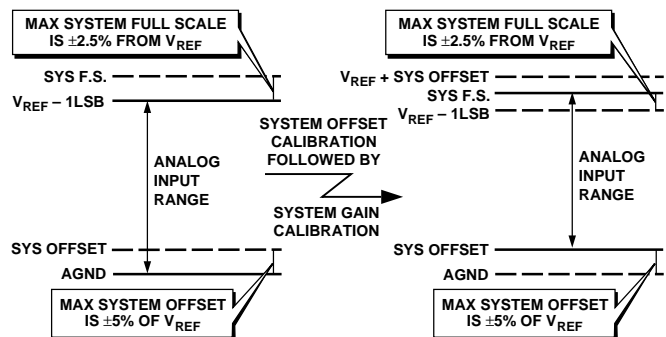 MAX SYSTEM FULL SCALE
IS ±2.5% FROM VREF
SYS F.S.
VREF – 1LSB
ANALOG
INPUT
RANGE
SYS OFFSET
AGND
MAX SYSTEM OFFSET
IS ±5% OF VREF
SYSTEM OFFSET
CALIBRATION
FOLLOWED BY
SYSTEM GAIN
CALIBRATION
MAX SYSTEM FULL SCALE
IS ±2.5% FROM VREF
VREF + SYS OFFSET
SYS F.S.
VREF – 1LSB
ANALOG
INPUT
RANGE
SYS OFFSET
AGND
MAX SYSTEM OFFSET
IS ±5% OF VREF